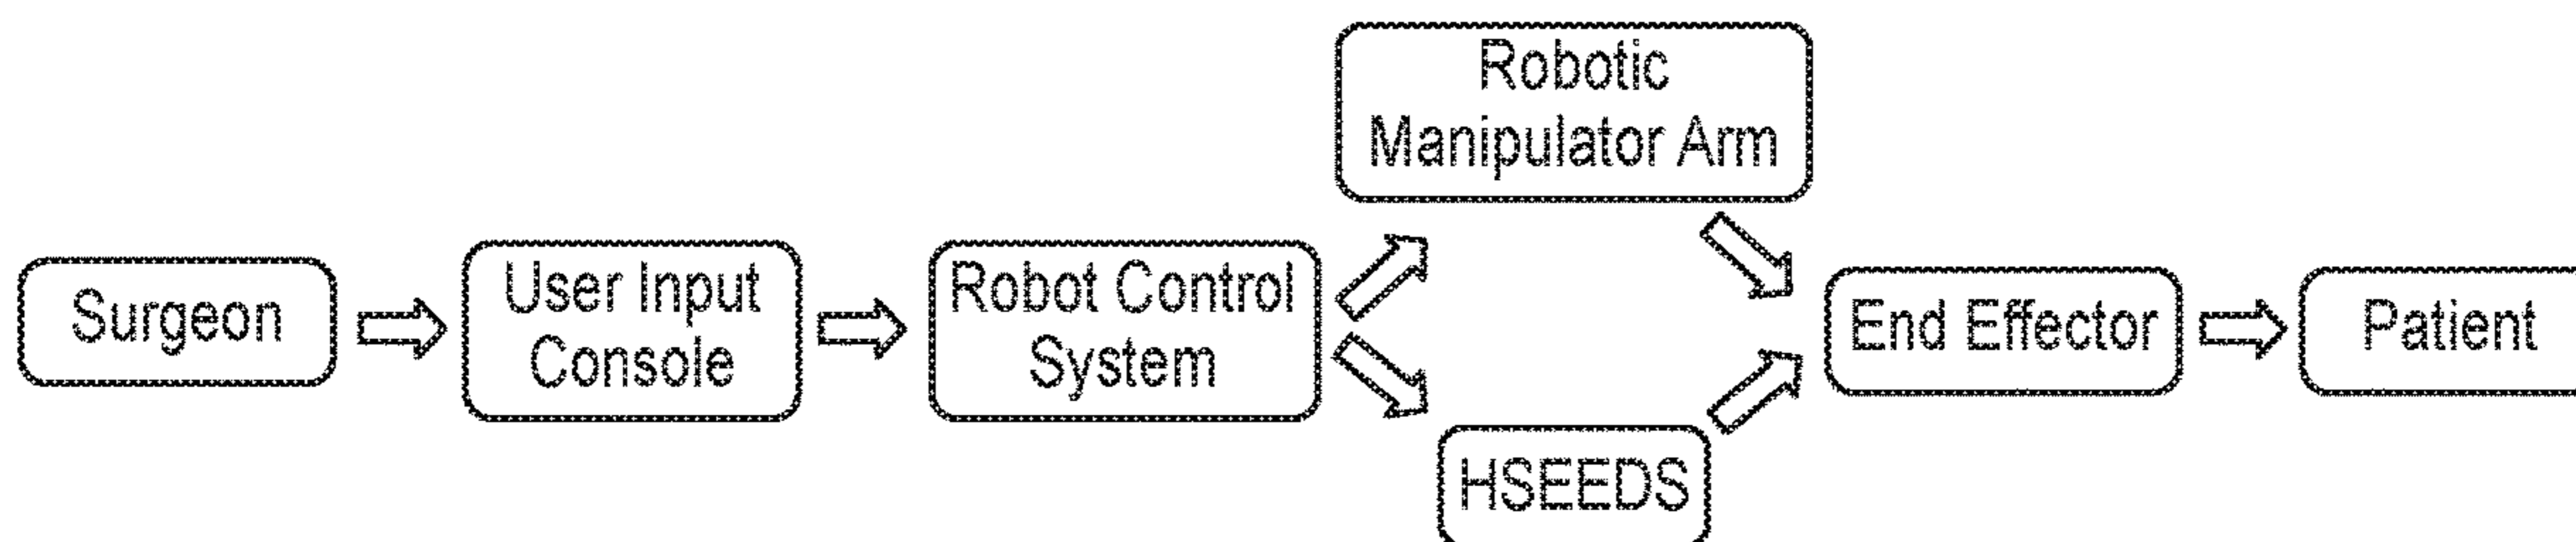 Surgeon
User Input
Console
Robot Control
System
Robotic
Manipulator Arm
HSEEDS
End Effector
Patient